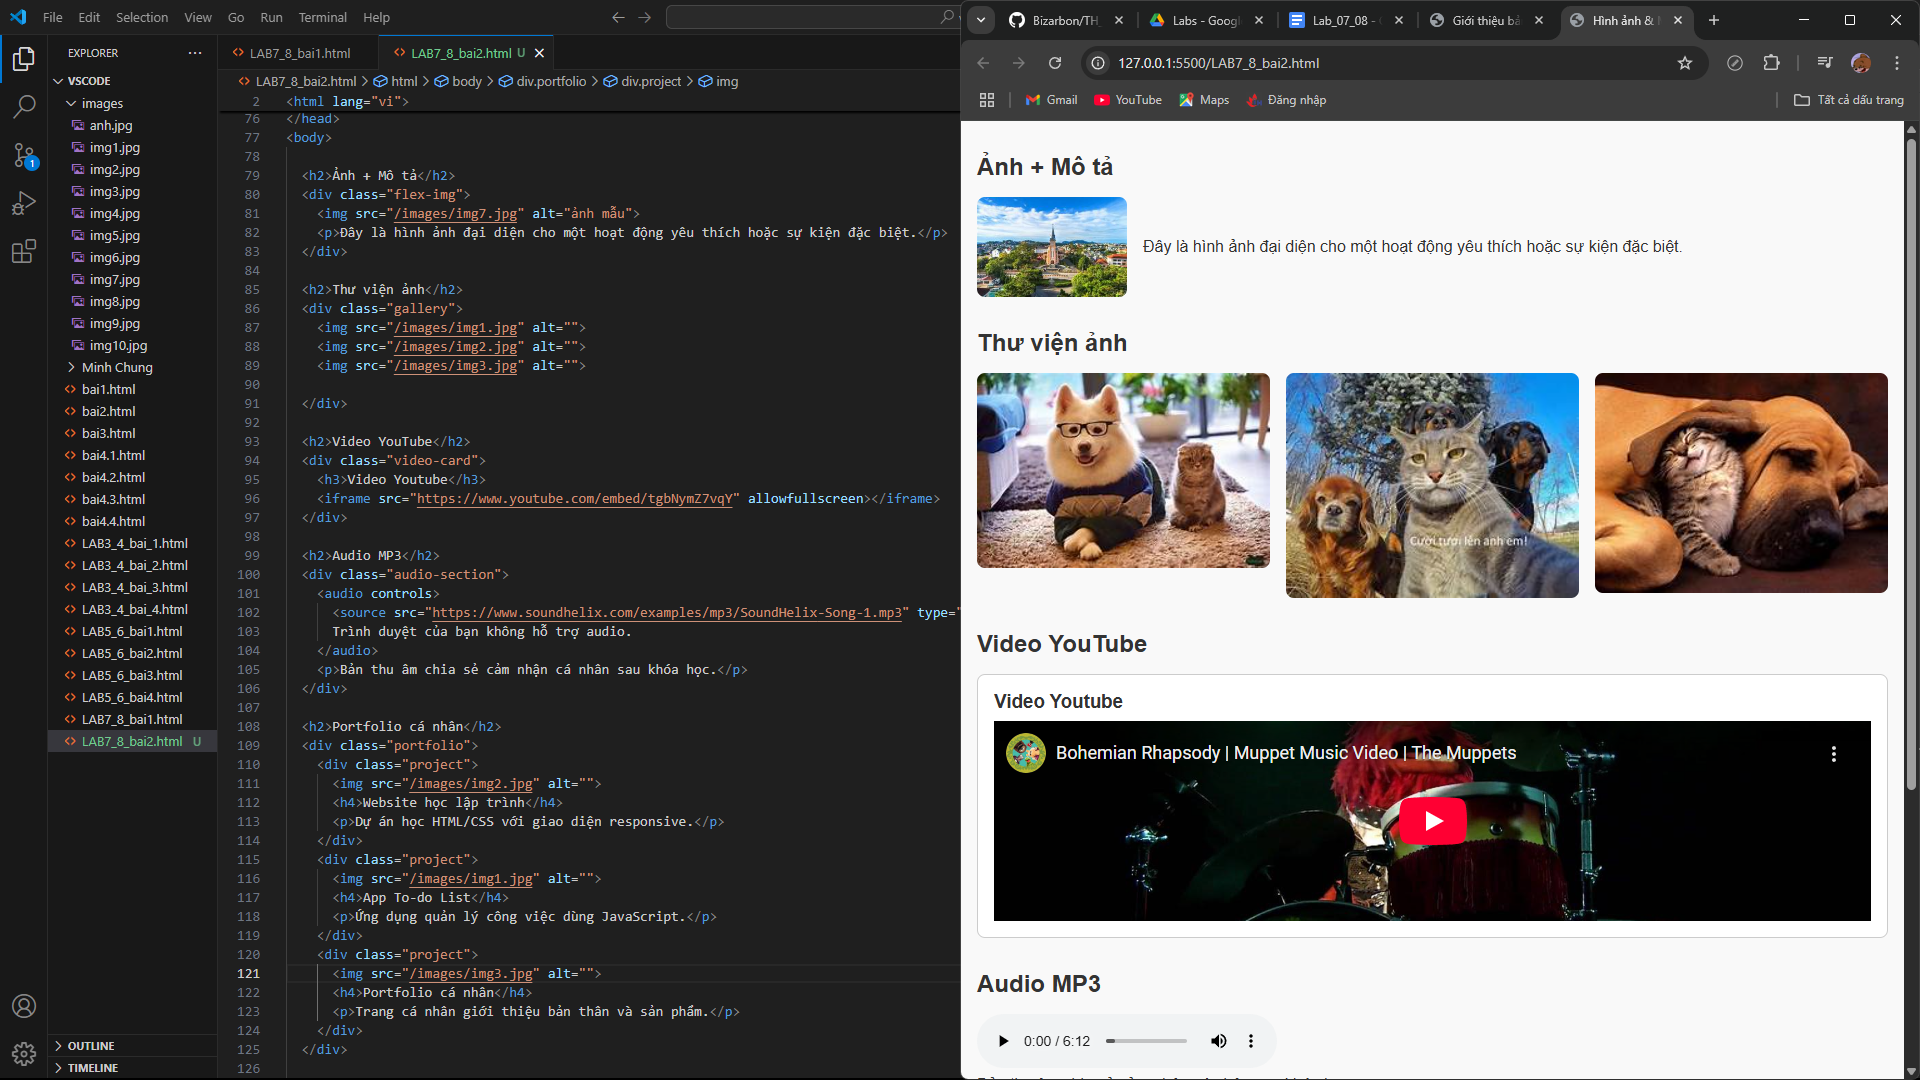 File Edit Selection View Go Run Terminal Help
EXPLORER
VSCODE
images
anh.jpg
img1.jpg
img2.jpg
img3.jpg
img4.jpg
img5.jpg
img6.jpg
img7.jpg
img8.jpg
img9.jpg
img10.jpg
Minh Chung
bai1.html
bai2.html
bai3.html
bai4.1.html
bai4.2.html
bai4.3.html
bai4.4.html
LAB3_4_bai_1.html
LAB3_4_bai_2.html
LAB3_4_bai_3.html
LAB3_4_bai_4.html
LAB5_6_bai1.html
LAB5_6_bai2.html
LAB5_6_bai3.html
LAB5_6_bai4.html
LAB7_8_bai1.html
LAB7_8_bai2.html U
OUTLINE
TIMELINE
1
LAB7_8_bai1.html LAB7_8_bai2.html U
LAB7_8_bai2.html > html > body > div.portfolio > div.project > img
2 <html lang="vi">
76 </head>
77 <body>
78
79 <h2>Ảnh + Mô tả</h2>
80 <div class="flex-img">
81 <img src="/images/img7.jpg" alt="ảnh mẫu">
82 <p>Đây là hình ảnh đại diện cho một hoạt động yêu thích hoặc sự kiện đặc biệt.</p>
83 </div>
84
85 <h2>Thư viện ảnh</h2>
86 <div class="gallery">
87 <img src="/images/img1.jpg" alt="">
88 <img src="/images/img2.jpg" alt="">
89 <img src="/images/img3.jpg" alt="">
90
91 </div>
92
93 <h2>Video YouTube</h2>
94 <div class="video-card">
95 <h3>Video Youtube</h3>
96 <iframe src="https://www.youtube.com/embed/tgbNymZ7vqY" allowfullscreen></iframe>
97 </div>
98
99 <h2>Audio MP3</h2>
100 <div class="audio-section">
101 <audio controls>
102 <source src="https://www.soundhelix.com/examples/mp3/SoundHelix-Song-1.mp3" type="
103 Trình duyệt của bạn không hỗ trợ audio.
104 </audio>
105 <p>Bản thu âm chia sẻ cảm nhận cá nhân sau khóa học.</p>
106 </div>
107
108 <h2>Portfolio cá nhân</h2>
109 <div class="portfolio">
110 <div class="project">
111 <img src="/images/img2.jpg" alt="">
112 <h4>Website học lập trình</h4>
113 <p>Dự án học HTML/CSS với giao diện responsive.</p>
114 </div>
115 <div class="project">
116 <img src="/images/img1.jpg" alt="">
117 <h4>App To-do List</h4>
118 <p>Ứng dụng quản lý công việc dùng JavaScript.</p>
119 </div>
120 <div class="project">
121 <img src="/images/img3.jpg" alt="">
122 <h4>Portfolio cá nhân</h4>
123 <p>Trang cá nhân giới thiệu bản thân và sản phẩm.</p>
124 </div>
125 </div>
126
Bizarbon/TH_ Labs - Google Lab_07_08 - Giới thiệu bả Hình ảnh &
127.0.0.1:5500/LAB7_8_bai2.html
Gmail YouTube Maps Đăng nhập Tất cả dấu trang
Ảnh + Mô tả
Đây là hình ảnh đại diện cho một hoạt động yêu thích hoặc sự kiện đặc biệt.
Thư viện ảnh
Cười tươi lên anh em!
Video YouTube
Video Youtube
Bohemian Rhapsody | Muppet Music Video | The Muppets
Audio MP3
0:00 / 6:12